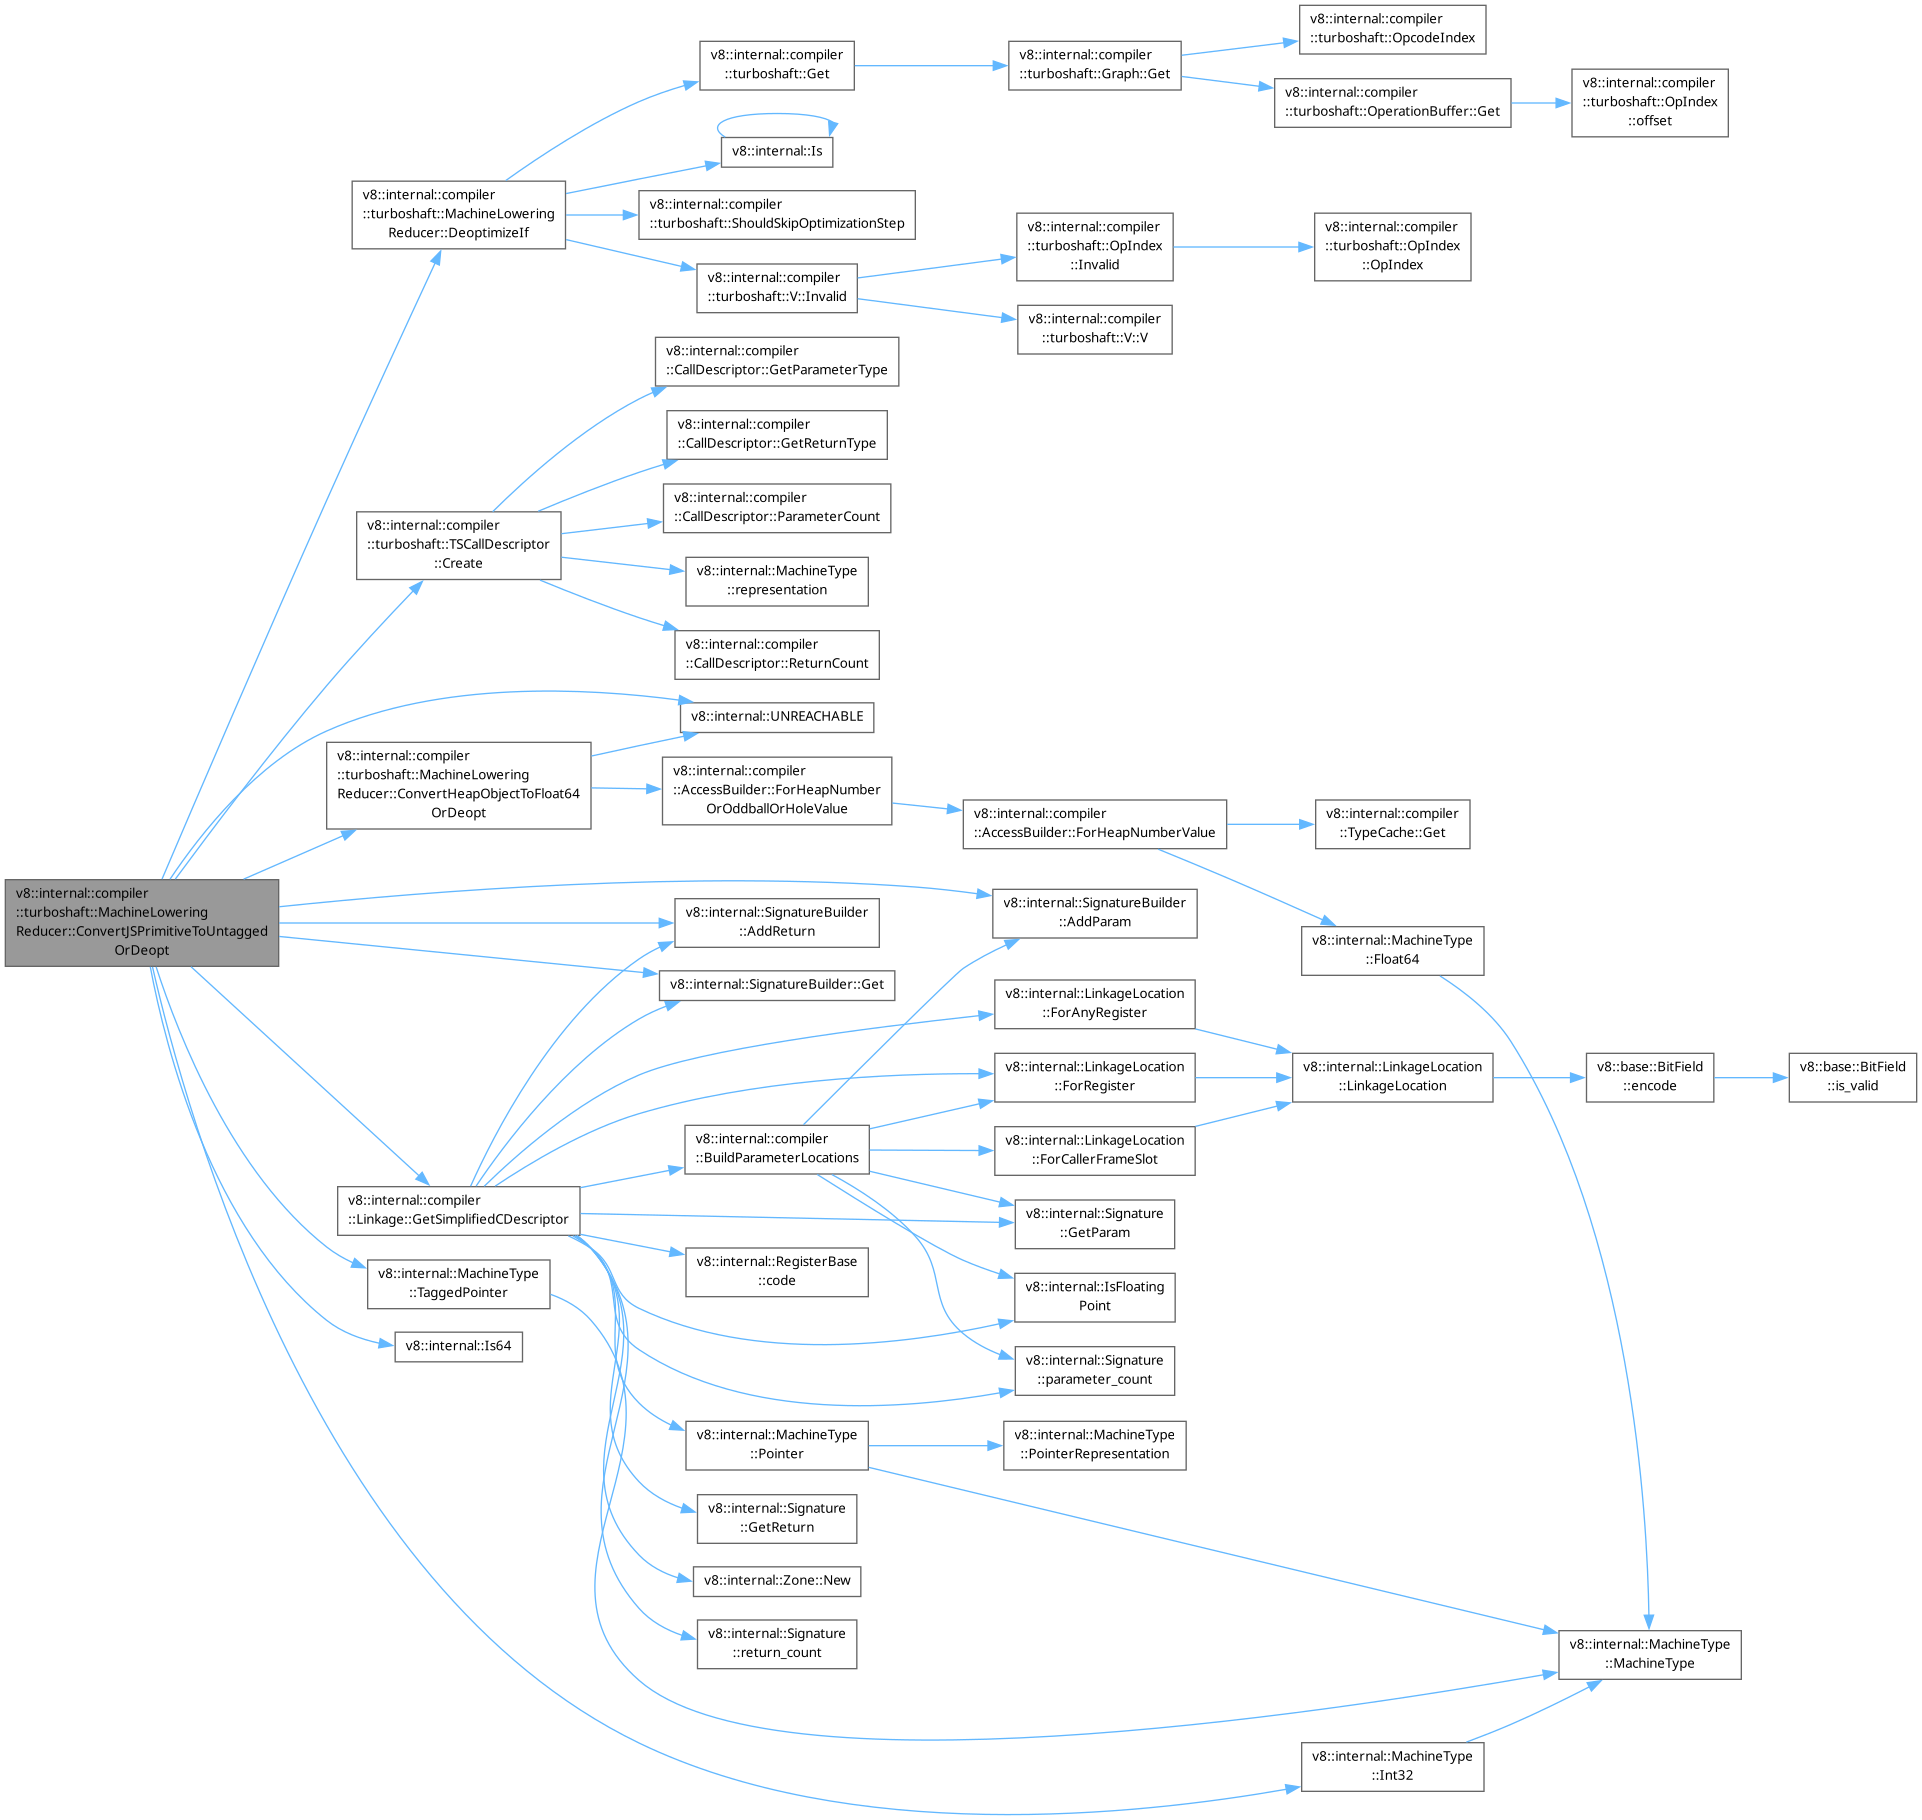 v8::internal::compiler
::turboshaft::MachineLowering
Reducer::ConvertJSPrimitiveToUntagged
OrDeopt
v8::internal::compiler
::turboshaft::MachineLowering
Reducer::DeoptimizeIf
v8::internal::compiler
::turboshaft::Get
v8::internal::compiler
::turboshaft::Graph::Get
v8::internal::compiler
::turboshaft::OpcodeIndex
v8::internal::compiler
::turboshaft::OperationBuffer::Get
v8::internal::compiler
::turboshaft::OpIndex
::offset
v8::internal::Is
v8::internal::compiler
::turboshaft::ShouldSkipOptimizationStep
v8::internal::compiler
::turboshaft::V::Invalid
v8::internal::compiler
::turboshaft::OpIndex
::Invalid
v8::internal::compiler
::turboshaft::OpIndex
::OpIndex
v8::internal::compiler
::turboshaft::V::V
v8::internal::compiler
::turboshaft::TSCallDescriptor
::Create
v8::internal::compiler
::CallDescriptor::GetParameterType
v8::internal::compiler
::CallDescriptor::GetReturnType
v8::internal::compiler
::CallDescriptor::ParameterCount
v8::internal::MachineType
::representation
v8::internal::compiler
::CallDescriptor::ReturnCount
v8::internal::UNREACHABLE
v8::internal::compiler
::turboshaft::MachineLowering
Reducer::ConvertHeapObjectToFloat64
OrDeopt
v8::internal::compiler
::AccessBuilder::ForHeapNumber
OrOddballOrHoleValue
v8::internal::compiler
::AccessBuilder::ForHeapNumberValue
v8::internal::compiler
::TypeCache::Get
v8::internal::MachineType
::Float64
v8::internal::SignatureBuilder
::AddParam
v8::internal::SignatureBuilder
::AddReturn
v8::internal::SignatureBuilder::Get
v8::internal::LinkageLocation
::ForAnyRegister
v8::internal::LinkageLocation
::ForRegister
v8::internal::LinkageLocation
::LinkageLocation
v8::base::BitField
::encode
v8::base::BitField
::is_valid
v8::internal::compiler
::BuildParameterLocations
v8::internal::LinkageLocation
::ForCallerFrameSlot
v8::internal::compiler
::Linkage::GetSimplifiedCDescriptor
v8::internal::Signature
::GetParam
v8::internal::RegisterBase
::code
v8::internal::IsFloating
Point
v8::internal::MachineType
::TaggedPointer
v8::internal::Is64
v8::internal::Signature
::parameter_count
v8::internal::MachineType
::Pointer
v8::internal::MachineType
::PointerRepresentation
v8::internal::Signature
::GetReturn
v8::internal::Zone::New
v8::internal::Signature
::return_count
v8::internal::MachineType
::MachineType
v8::internal::MachineType
::Int32